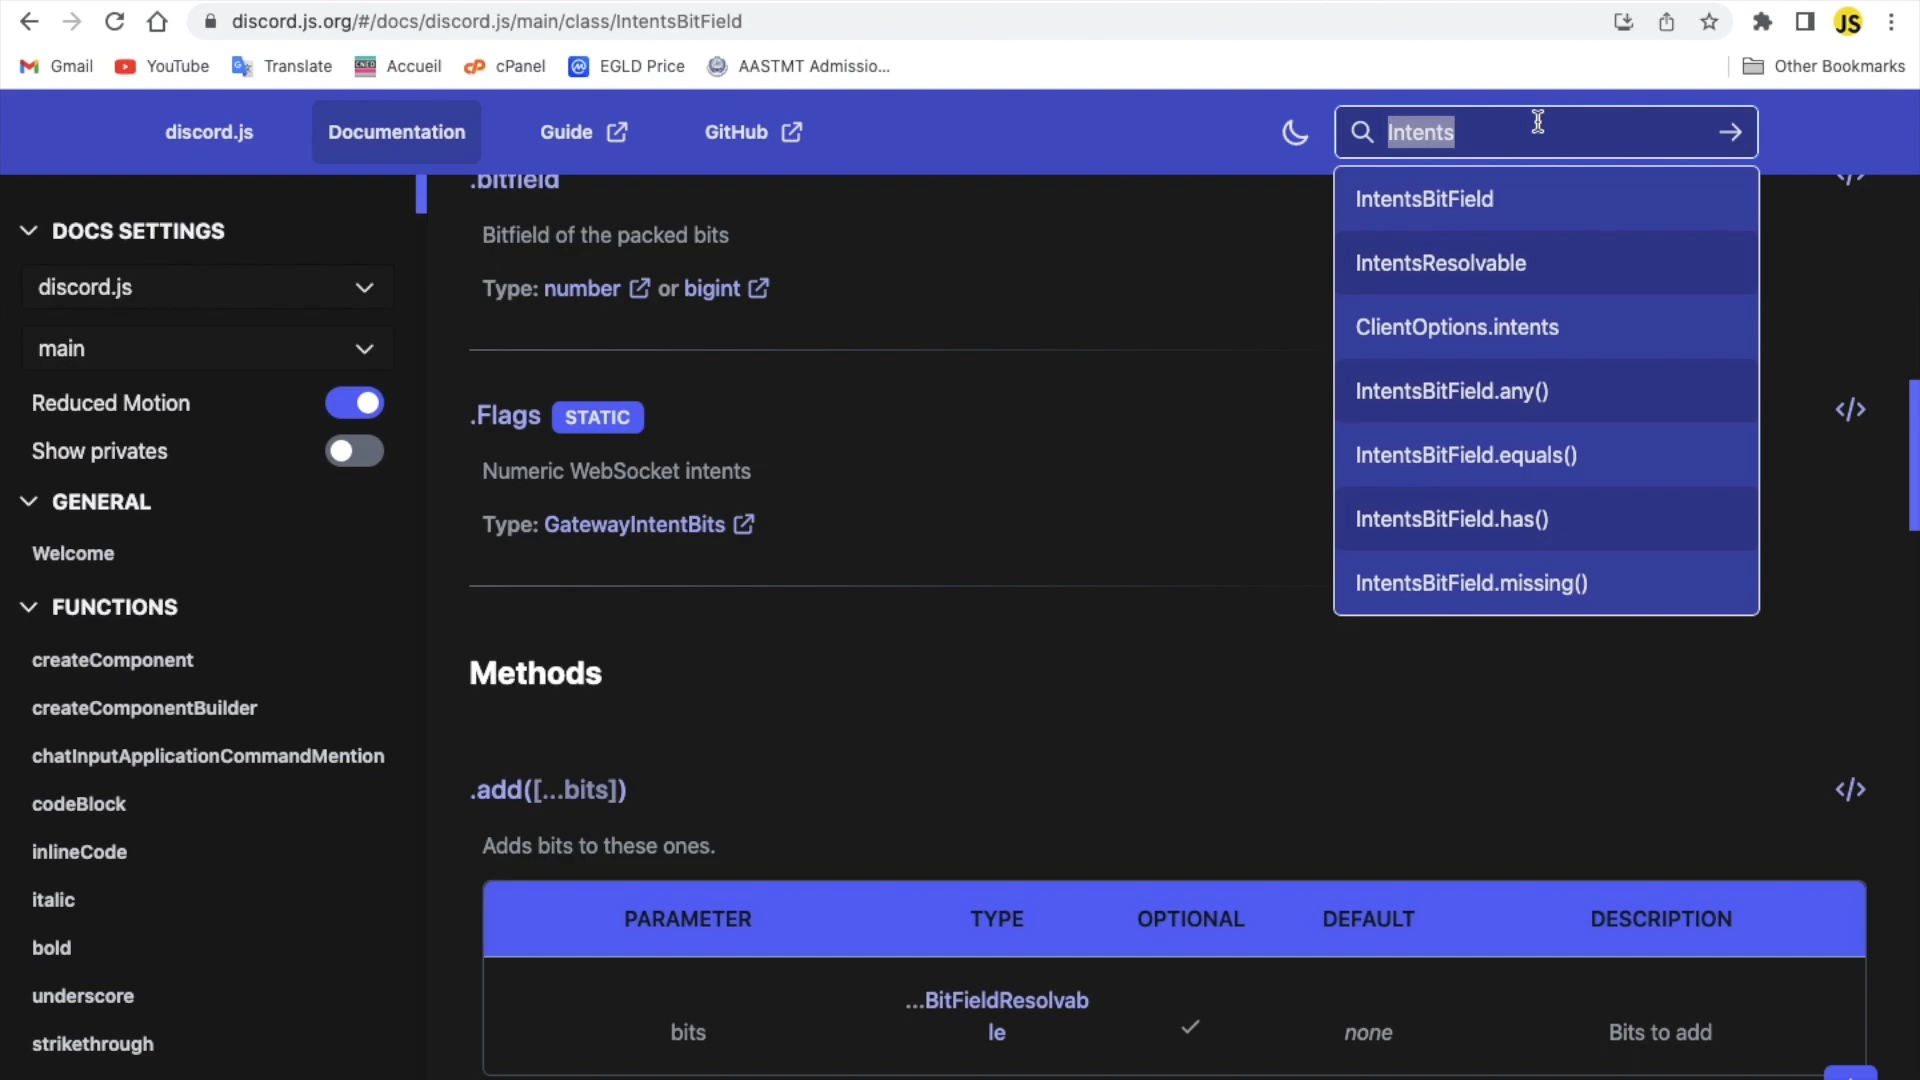 discord.js.org/#/docs/discord.js/main/class/IntentsBitField
JS
Gmail
YouTube
Translate
Accueil
cPanel
EGLD Price
AASTMT Admissio...
Other Bookmarks
discord.js
Documentation
Guide
GitHub
Intents
IntentsBitField
IntentsResolvable
ClientOptions.intents
IntentsBitField.any()
IntentsBitField.equals()
IntentsBitField.has()
IntentsBitField.missing()
DOCS SETTINGS
discord.js
main
Reduced Motion
Show privates
GENERAL
Welcome
FUNCTIONS
createComponent
createComponentBuilder
chatInputApplicationCommandMention
codeBlock
inlineCode
italic
bold
underscore
strikethrough
.bitfield
Bitfield of the packed bits
Type: number or bigint
.Flags STATIC
</>
Numeric WebSocket intents
Type: GatewayIntentBits
Methods
.add([...bits])
</>
Adds bits to these ones.
PARAMETER TYPE OPTIONAL DEFAULT DESCRIPTION
...BitFieldResolvab
le
bits
none
Bits to add